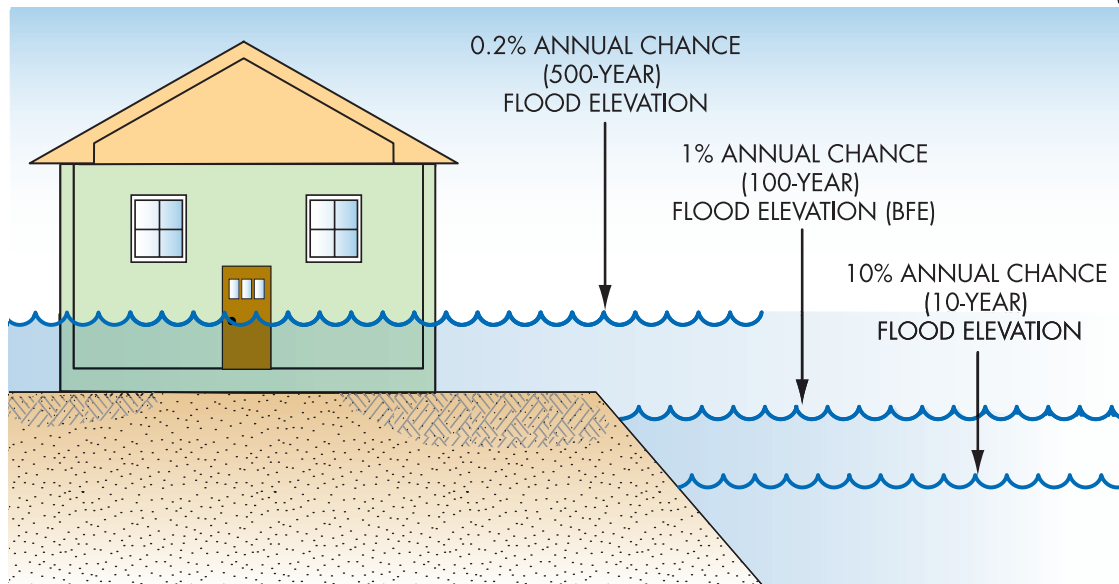 0.2% ANNUAL CHANCE
(500-YEAR)
FLOOD ELEVATION
1% ANNUAL CHANCE
(100-YEAR)
FLOOD ELEVATION (BFE)
10% ANNUAL CHANCE
(10-YEAR)
FLOOD ELEVATION